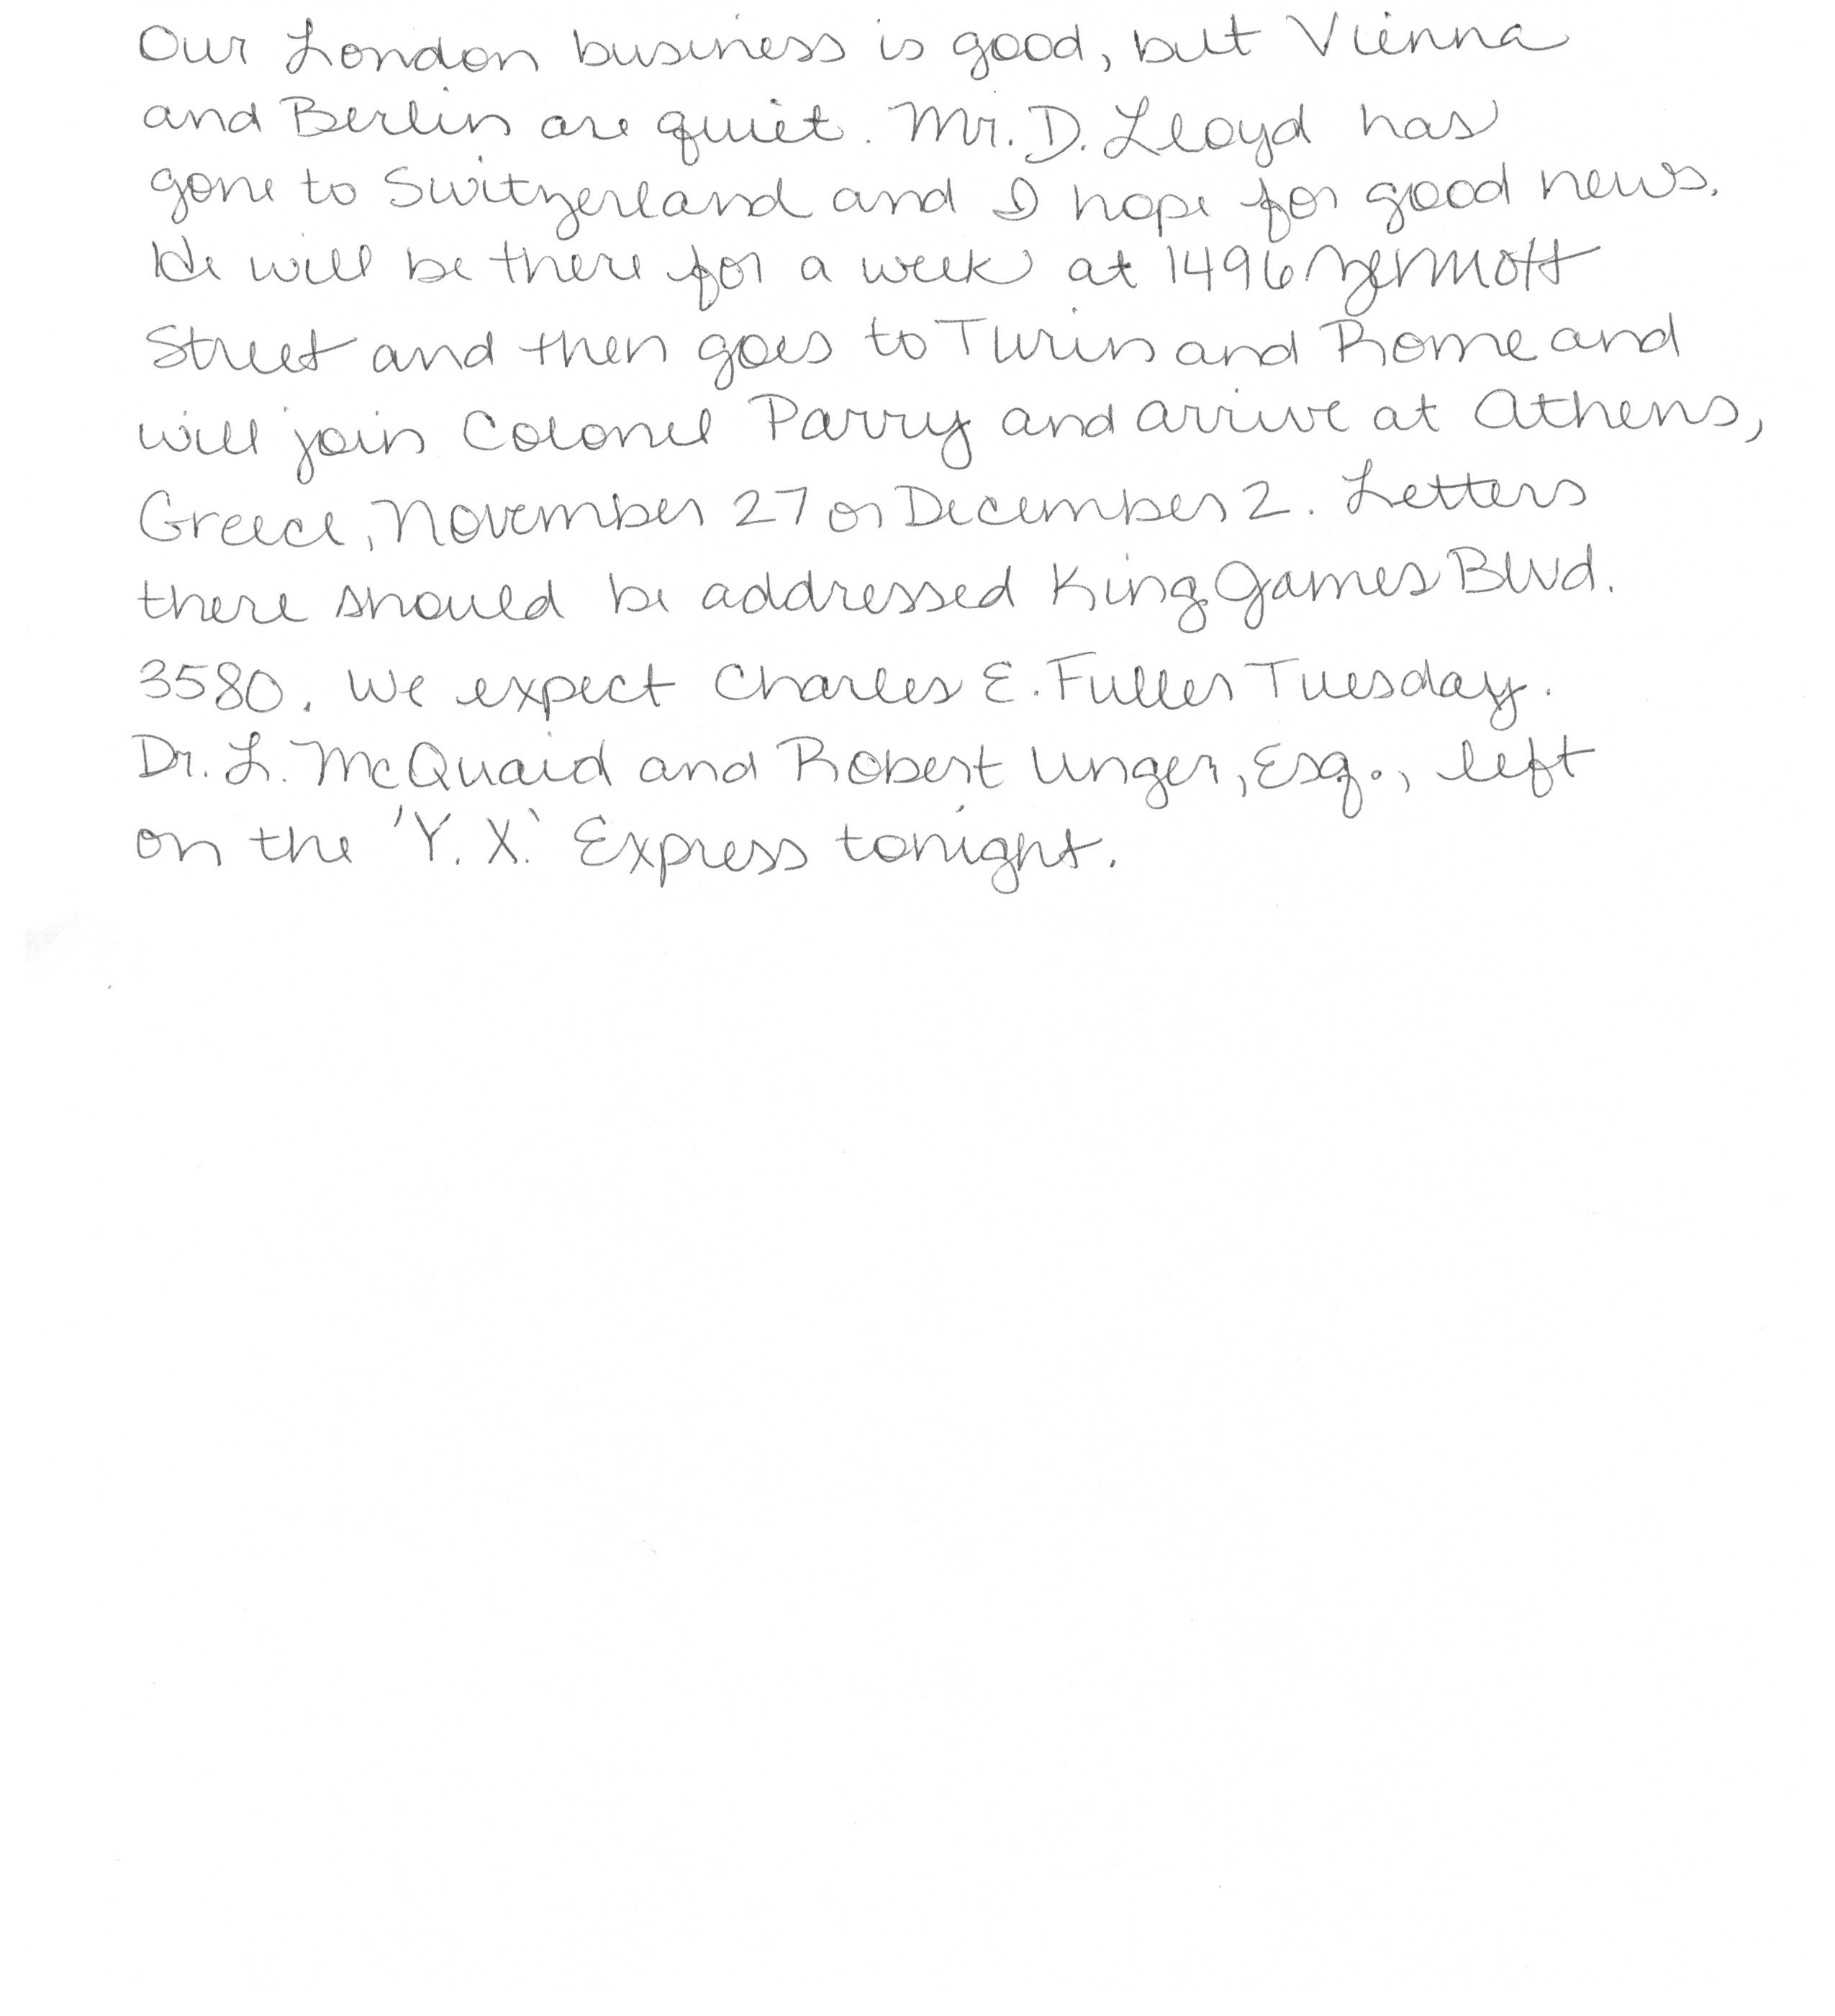 Our London business is good, but Vienna
and Berlin are quiet. Mr. D. Lloyd has
gone to Switzerland and I hope for good news.
He will be there for a week at 1496 Zermott
Street and then goes to Turin and Rome and
will join Colonel Parry and arrive at Athens,
Greece, November 27 or December 2. Letters
there should be addressed King James Blvd.
3580. We expect Charles E. Fuller Tuesday.
Dr. L. McQuaid and Robert Unger, Esq., left
on the 'Y. X.' Express tonight.